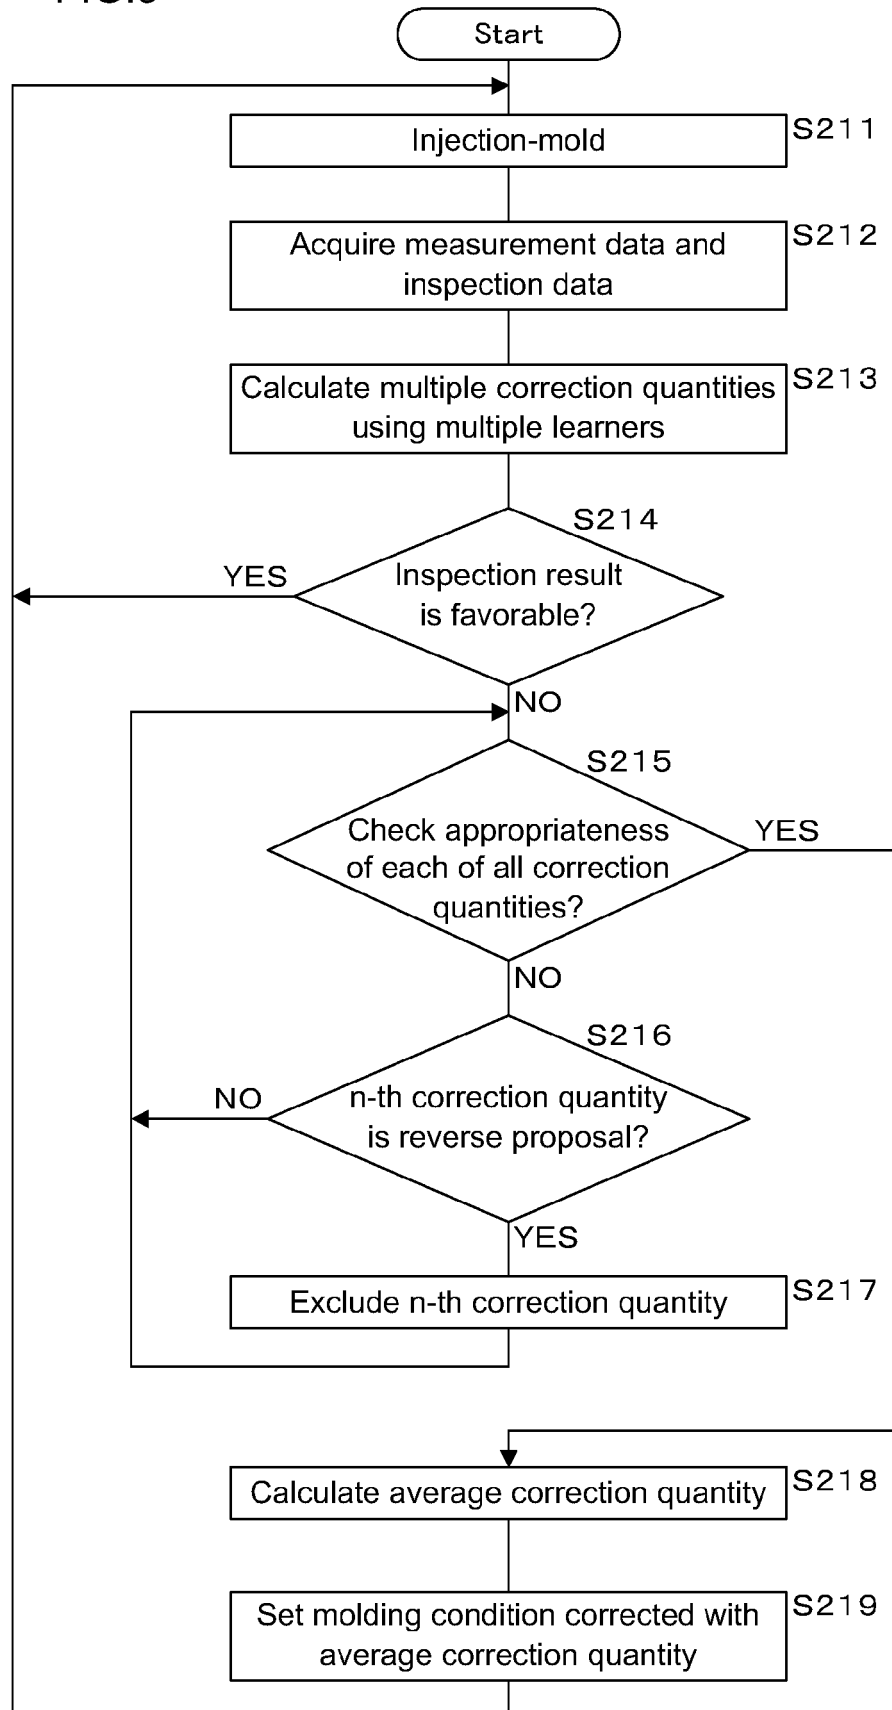 Start
S211
Injection-mold
S212
Acquire measurement data and
inspection data
S213
Calculate multiple correction quantities
using multiple learners
S214
YES
Inspection result
is favorable?
NO
S215
YES
Check appropriateness
of each of all correction
quantities?
NO
S216
NO
n-th correction quantity
is reverse proposal?
YES
S217
Exclude n-th correction quantity
S218
Calculate average correction quantity
S219
Set molding condition corrected with
average correction quantity